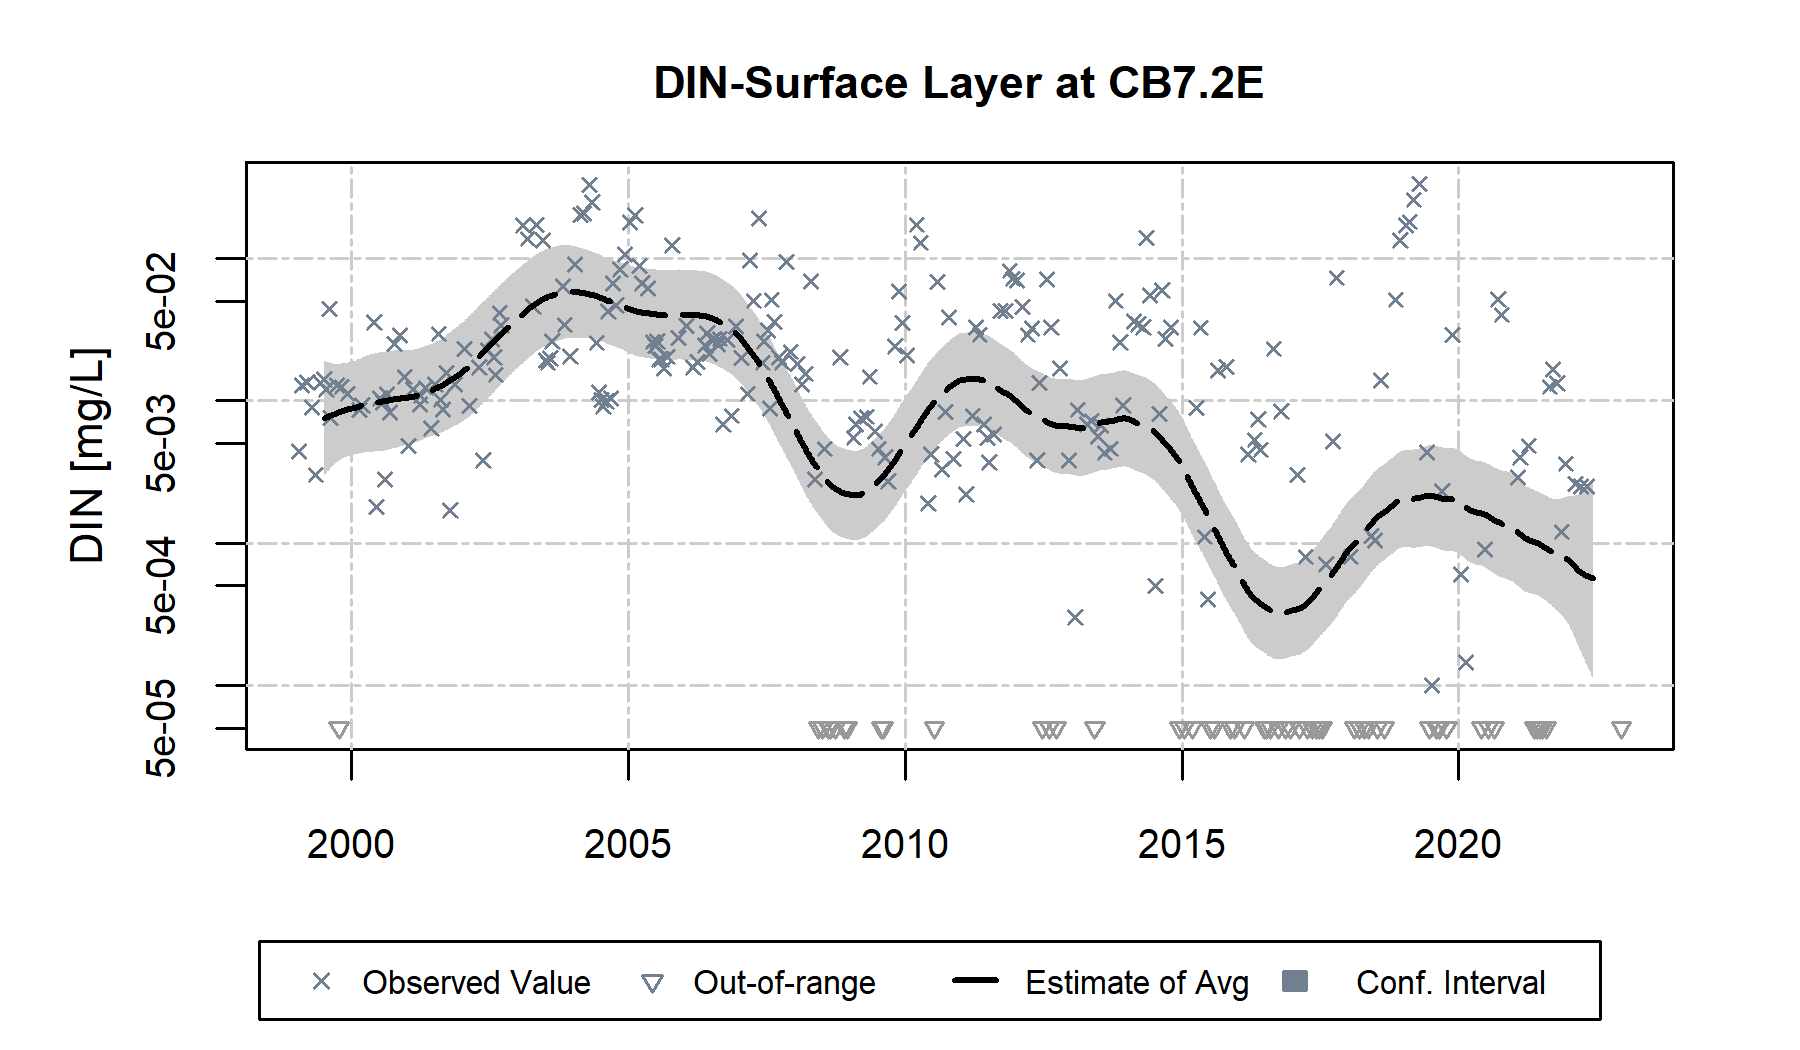 DIN-Surface Layer at CB7.2E
DIN [mg/L]
5e-02
5e-03
5e-04
5e-05
2000 2005 2010 2015 2020
Observed Value Out-of-range Estimate of Avg Conf. Interval